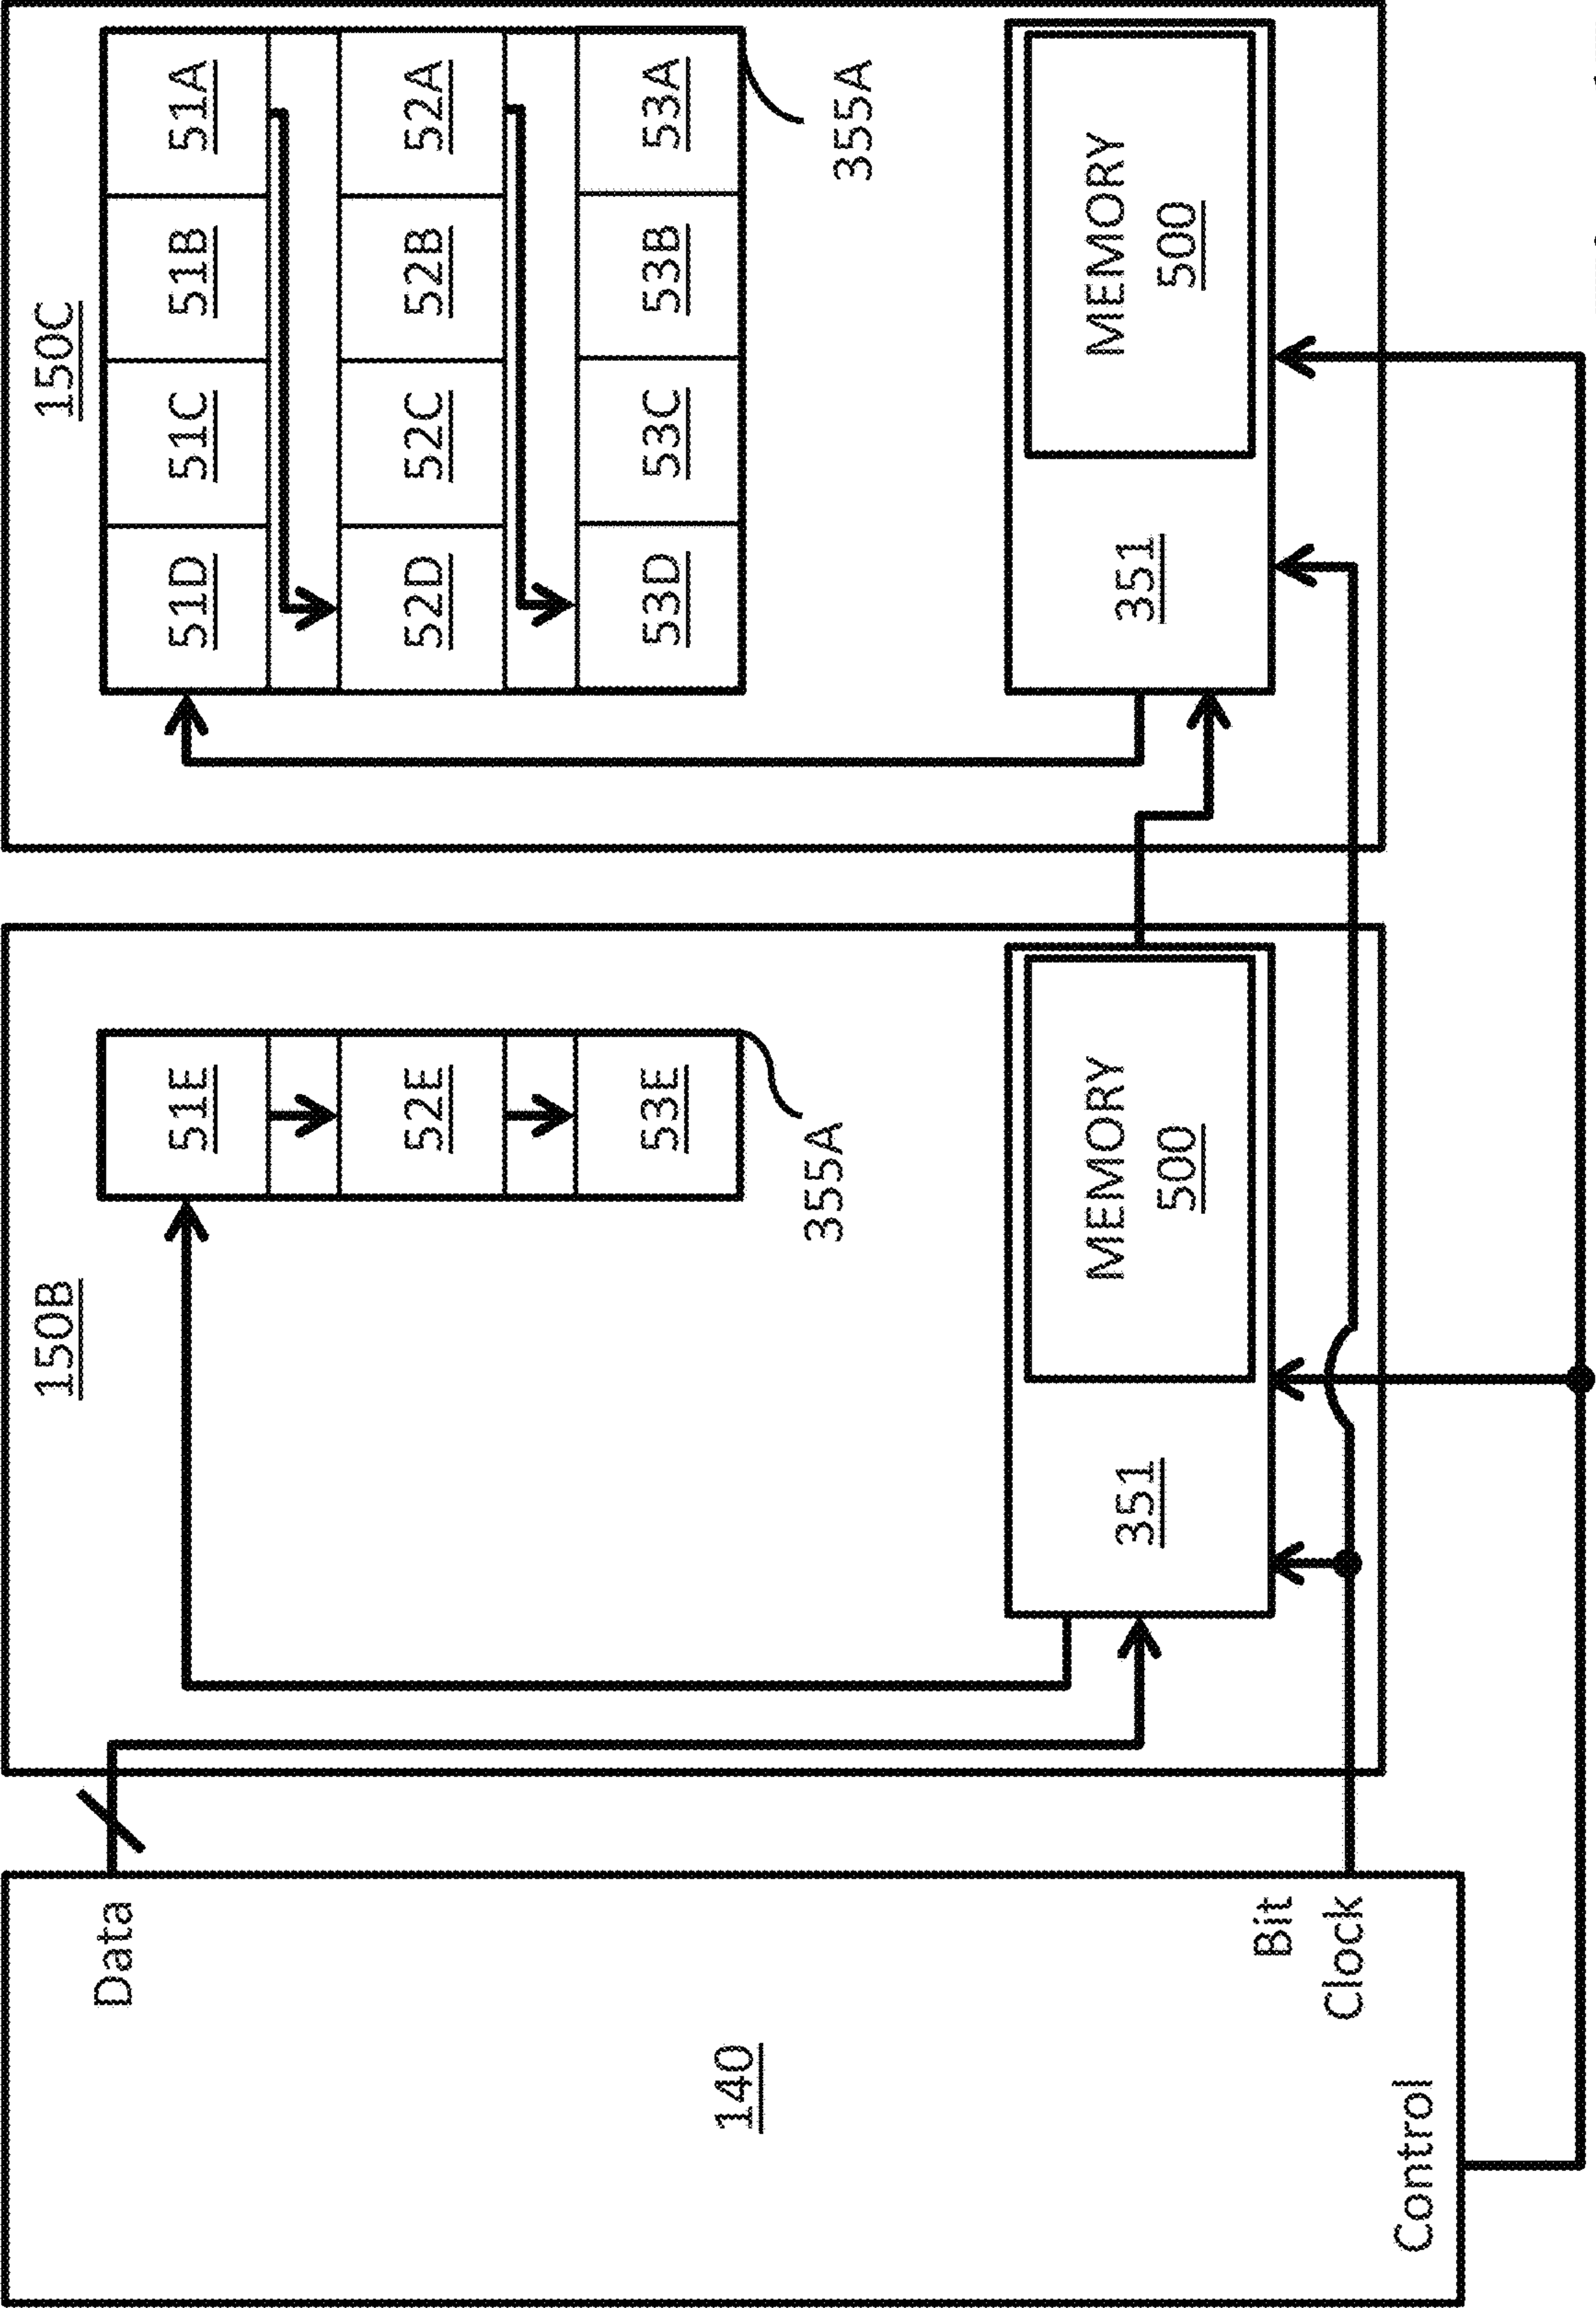 140
Data
Bit
Clock
Control
150B
51E
52E
53E
355A
351
MEMORY
500
150C
51D 51C 51B 51A
52D 52C 52B 52A
53D 53C 53B 53A
355A
351
MEMORY
500